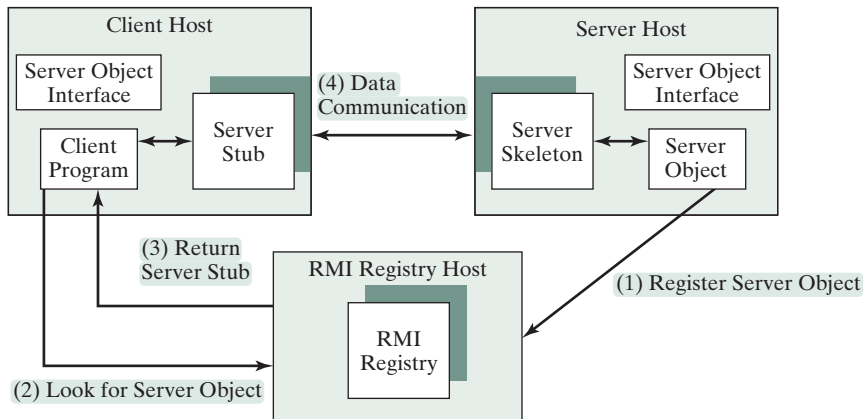 Client Host
Server Host
Server Object
Interface
(4) Data
Communication
Server Object
Interface
Client
Program
Server
Stub
Server
Skeleton
Server
Object
(3) Return
Server Stub
RMI Registry Host
(1) Register Server Object
RMI
Registry
(2) Look for Server Object